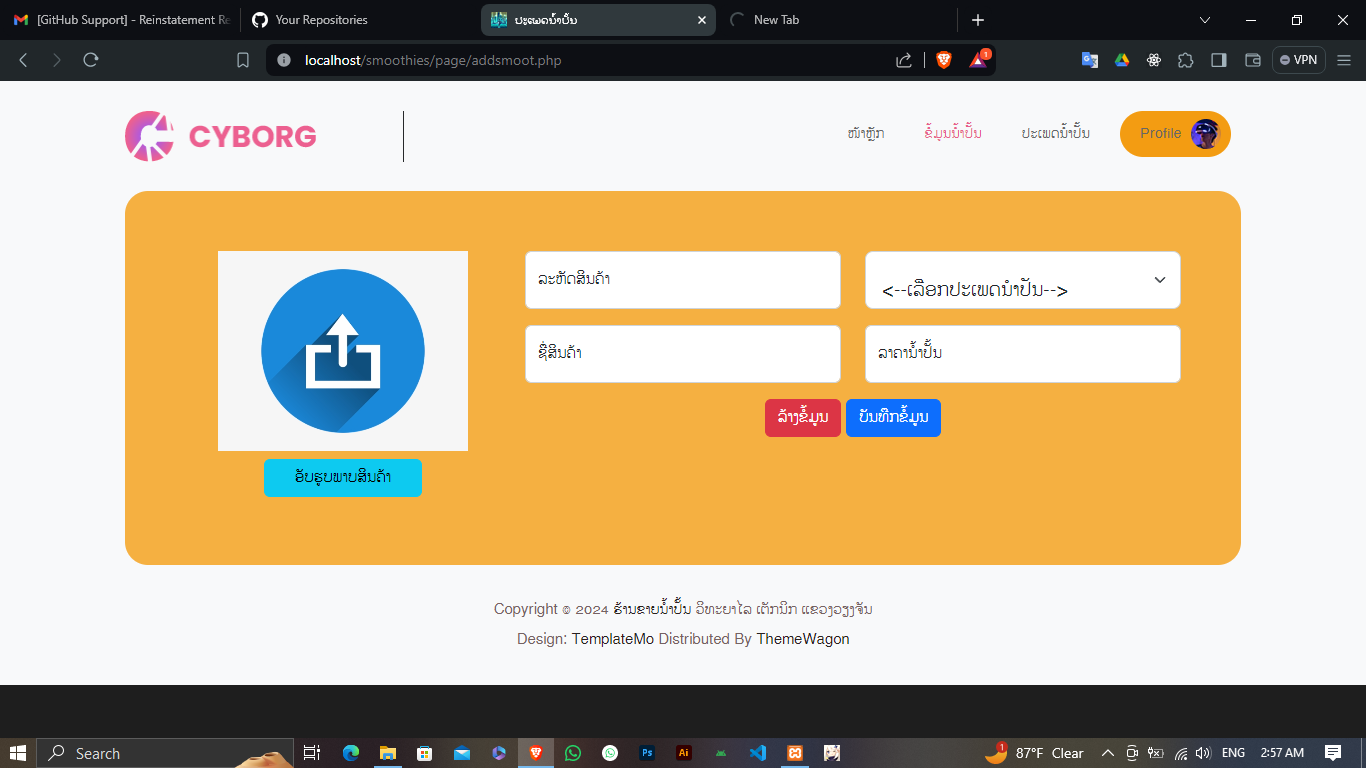 [GitHub Support] - Reinstatement Re
Your Repositories
ປະເພດນ້ຳປັ່ນ
New Tab
localhost/smoothies/page/addsmoot.php
1
VPN
CYBORG
ໜ້າຫຼັກ
ຂໍ້ມູນນ້ຳປັ່ນ
ປະເພດນ້ຳປັ່ນ
Profile
ລະຫັດສິນຄ້າ
<--ເລືອກປະເພດນ້ຳປັ່ນ-->
ຊື່ສິນຄ້າ
ລາຄານ້ຳປັ່ນ
ລ້າງຂໍ້ມູນ
ບັນທຶກຂໍ້ມູນ
ອັບຮູບພາບສິນຄ້າ
Copyright © 2024 ຮ້ານຂາຍນ້ຳປັ່ນ ວິທະຍາໄລ ເຕັກນິກ ແຂວງວຽງຈັນ
Design: TemplateMo Distributed By ThemeWagon
Search
Ps
Ai
1
87°F Clear
ENG
2:57 AM